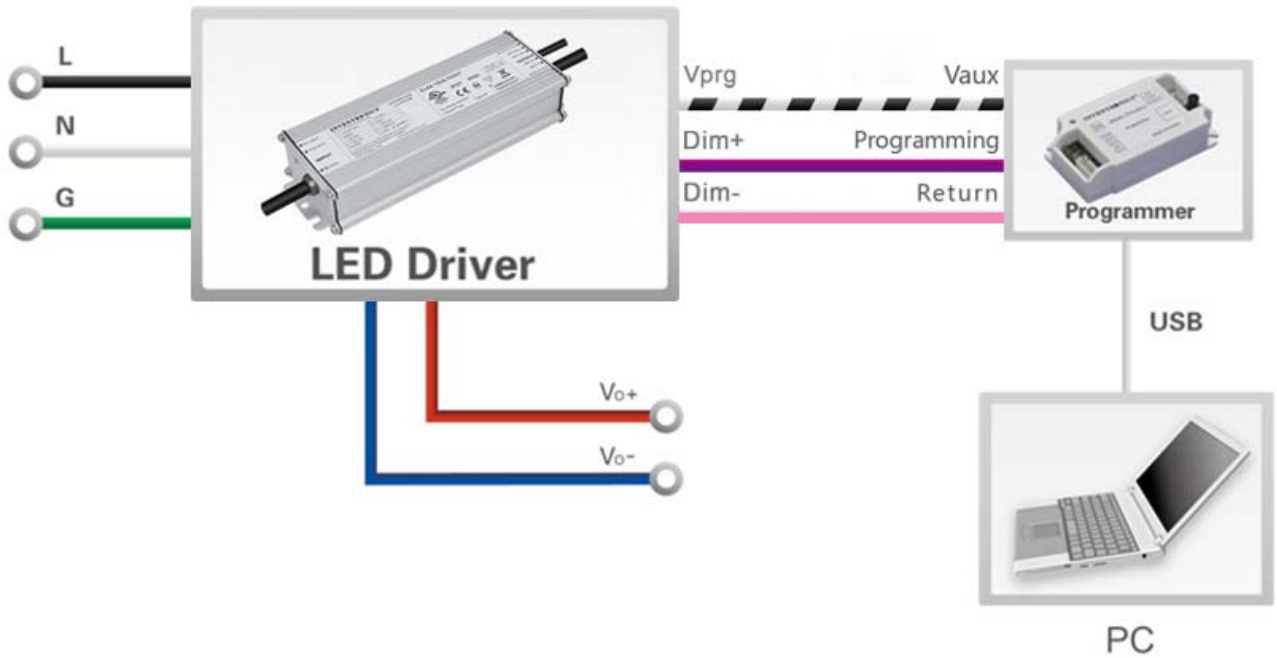 L
N
G
LED Driver
Vprg
Vaux
Dim+
Programming
Dim-
Return
Programmer
USB
Vo+
Vo-
PC